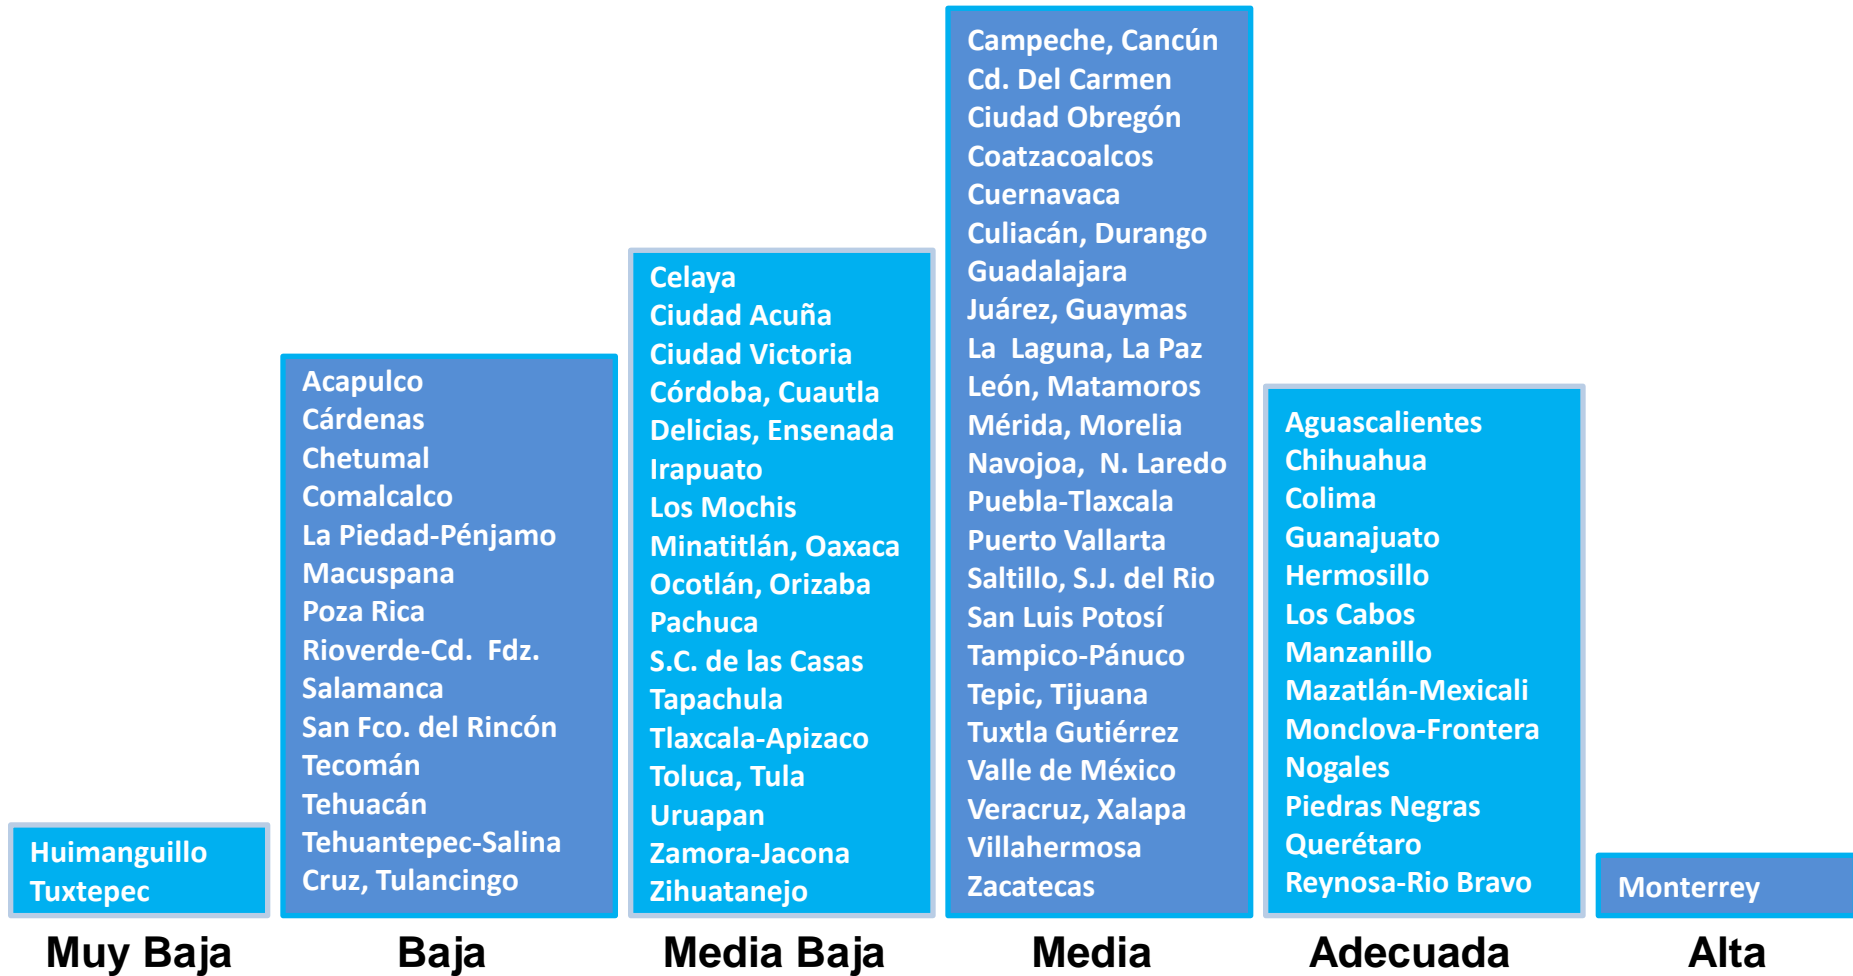 Huimanguillo
Tuxtepec
Muy Baja
Acapulco
Cárdenas
Chetumal
Comalcalco
La Piedad-Pénjamo
Macuspana
Poza Rica
Rioverde-Cd. Fdz.
Salamanca
San Fco. del Rincón
Tecomán
Tehuacán
Tehuantepec-Salina
Cruz, Tulancingo
Baja
Celaya
Ciudad Acuña
Ciudad Victoria
Córdoba, Cuautla
Delicias, Ensenada
Irapuato
Los Mochis
Minatitlán, Oaxaca
Ocotlán, Orizaba
Pachuca
S.C. de las Casas
Tapachula
Tlaxcala-Apizaco
Toluca, Tula
Uruapan
Zamora-Jacona
Zihuatanejo
Media Baja
Campeche, Cancún
Cd. Del Carmen
Ciudad Obregón
Coatzacoalcos
Cuernavaca
Culiacán, Durango
Guadalajara
Juárez, Guaymas
La Laguna, La Paz
León, Matamoros
Mérida, Morelia
Navojoa, N. Laredo
Puebla-Tlaxcala
Puerto Vallarta
Saltillo, S.J. del Rio
San Luis Potosí
Tampico-Pánuco
Tepic, Tijuana
Tuxtla Gutiérrez
Valle de México
Veracruz, Xalapa
Villahermosa
Zacatecas
Media
Aguascalientes
Chihuahua
Colima
Guanajuato
Hermosillo
Los Cabos
Manzanillo
Mazatlán-Mexicali
Monclova-Frontera
Nogales
Piedras Negras
Querétaro
Reynosa-Rio Bravo
Adecuada
Monterrey
Alta